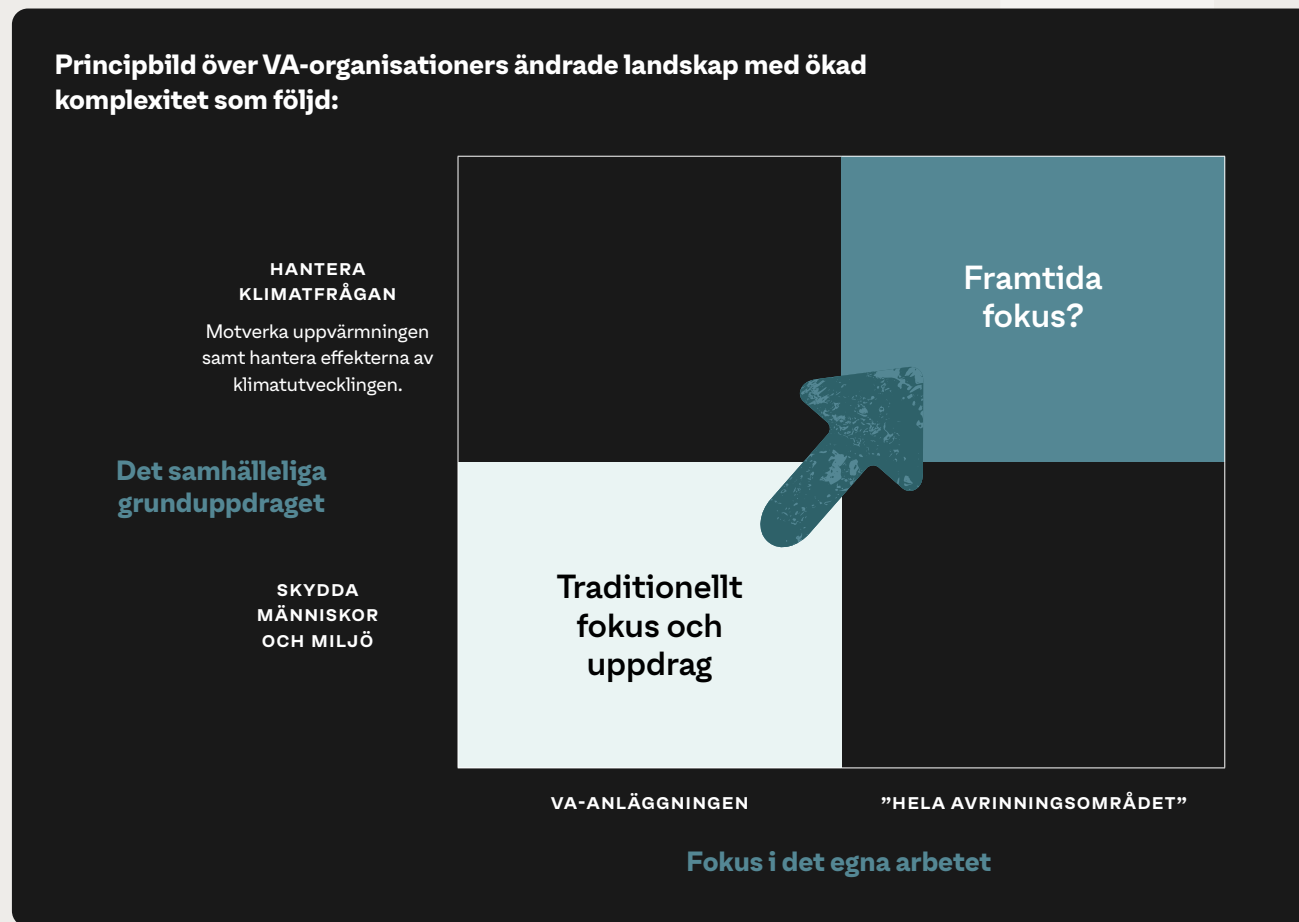 Principbild över VA-organisationers ändrade landskap med ökad
komplexitet som följd:
HANTERA
KLIMATFRÅGAN
Motverka uppvärmningen
samt hantera effekterna av
klimatutvecklingen.
Framtida
fokus?
Det samhälleliga
grunduppdraget
SKYDDA
MÄNNISKOR
OCH MILJÖ
Traditionellt
fokus och
uppdrag
VA-ANLÄGGNINGEN
”HELA AVRINNINGSOMRÅDET”
Fokus i det egna arbetet